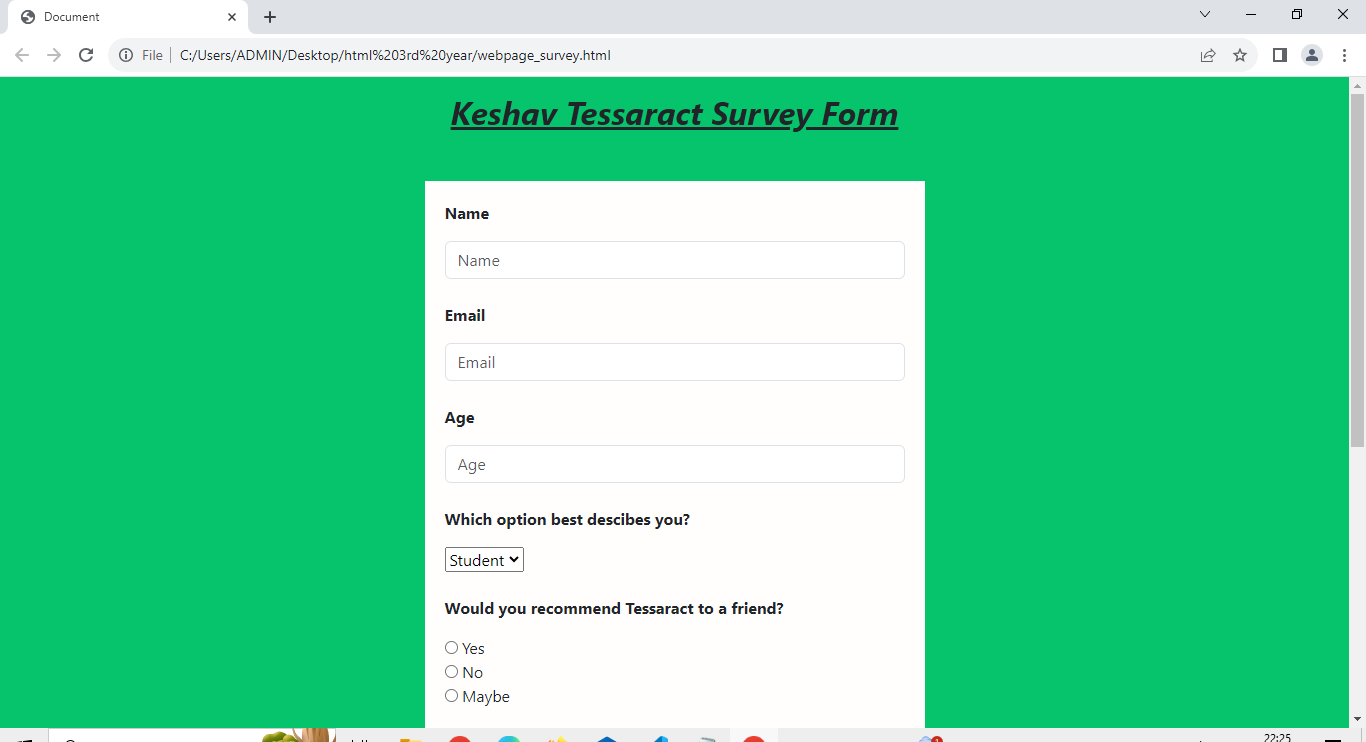 Document
File
C:/Users/ADMIN/Desktop/html%203rd%20year/webpage_survey.html
Keshav Tessaract Survey Form
Name
Name
Email
Email
Age
Age
Which option best descibes you?
Student
Would you recommend Tessaract to a friend?
Yes
No
Maybe
22:25